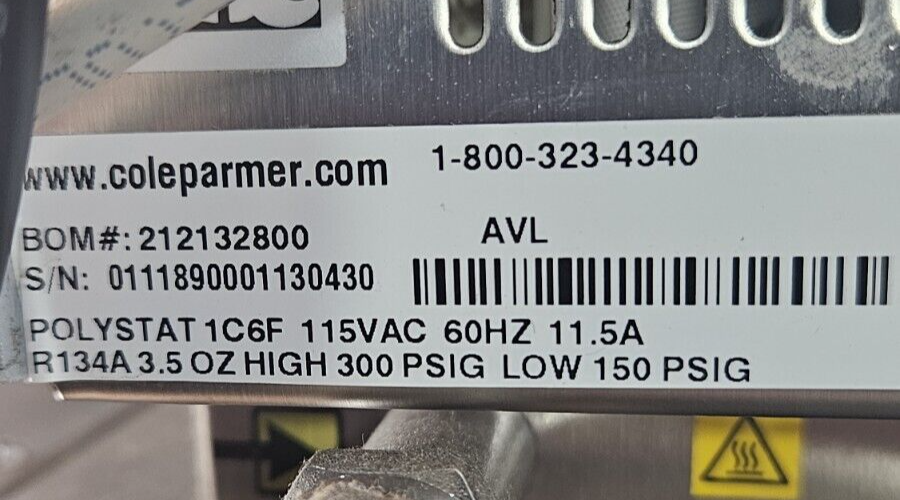 www.coleparmer.com 1-800-323-4340
BOM#: 212132800 AVL
S/N: 0111890001130430
POLYSTAT 1C6F 115VAC 60HZ 11.5A
R134A 3.5 OZ HIGH 300 PSIG LOW 150 PSIG